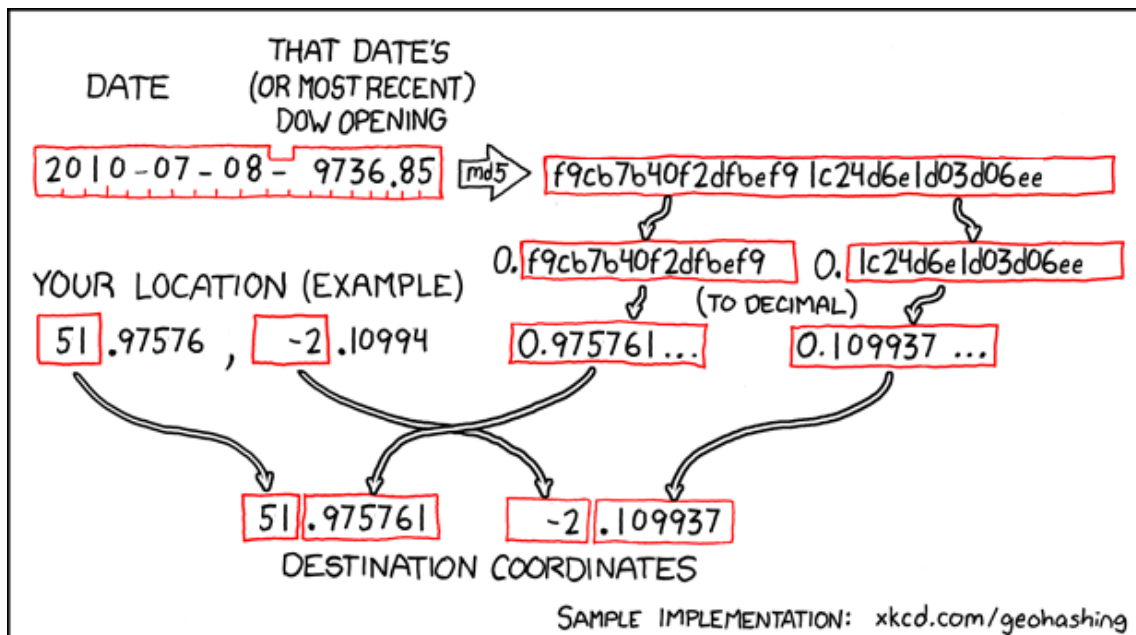 THAT DATE'S
DATE (OR MOST RECENT)
DOW OPENING
2010-07-08- 9736.85 md5 f9cb7b40f2dfbef9 1c24d6e1d03d06ee
0. f9cb7b40f2dfbef9 0. 1c24d6e1d03d06ee
YOUR LOCATION (EXAMPLE) (TO DECIMAL)
51 .97576 , -2 .10994 0.975761... 0.109937 ...
51 .975761 -2 .109937
DESTINATION COORDINATES
SAMPLE IMPLEMENTATION: xkcd.com/geohashing